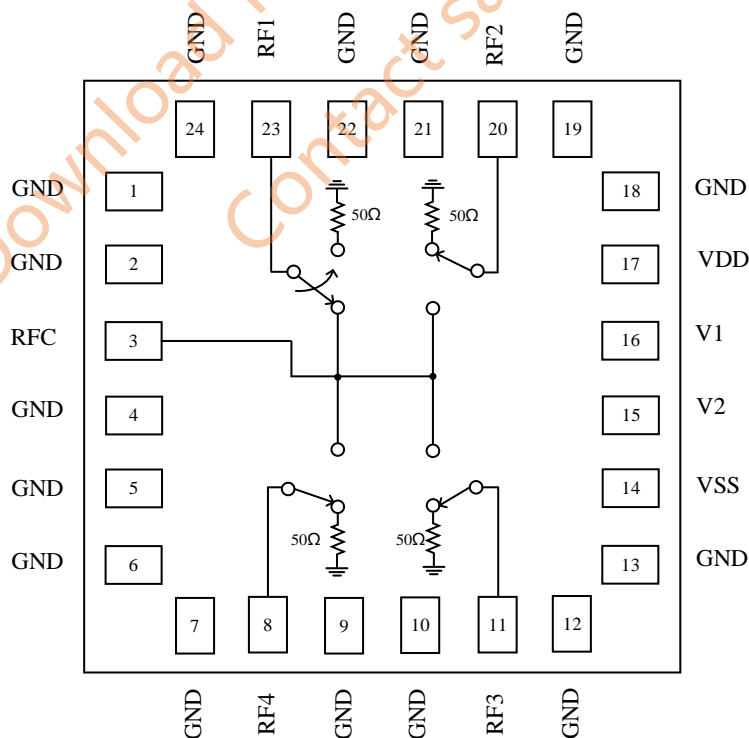 GND RF1 GND GND RF2 GND
24 23 22 21 20 19
GND 1 18 GND
50Ω 50Ω
GND 2 17 VDD
RFC 3 16 V1
GND 4 15 V2
GND 5 14 VSS
50Ω 50Ω
GND 6 13 GND
7 8 9 10 11 12
GND RF4 GND GND RF3 GND
Download
Contact